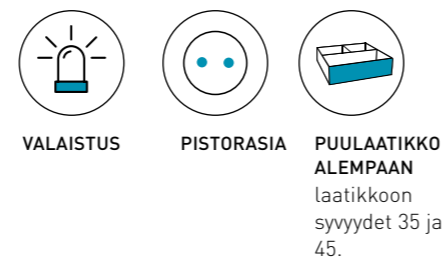 VALAISTUS
PISTORASIA
PUULAATIKKO
ALEMPAAN
laatikkoon
syvyydet 35 ja
45.